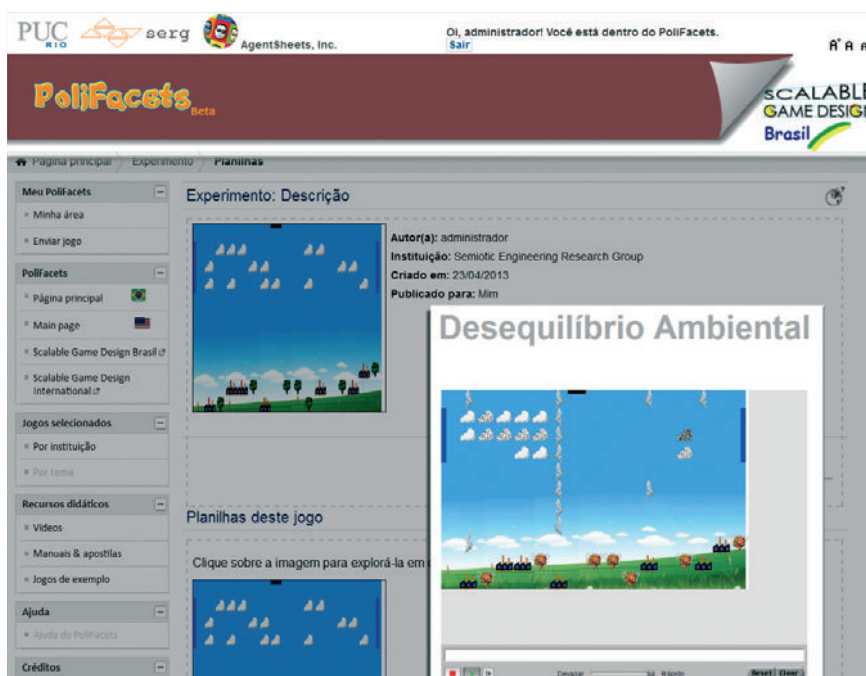 PUC
RIO
serg
AgentSheets, Inc.
Oi, administrador! Você está dentro do PoliFacets.
Sair
A+ A A
PoliFacets
Beta
SCALABLE
GAME DESIGN
Brasil
Página principal Experimento Planilhas
Meu PoliFacets
Minha área
Enviar jogo
PoliFacets
Página principal
Main page
Scalable Game Design Brasil
Scalable Game Design
International
Jogos selecionados
Por instituição
Por tema
Recursos didáticos
Vídeos
Manuais & apostilas
Jogos de exemplo
Ajuda
Ajuda do PoliFacets
Créditos
Experimento: Descrição
Autor(a): administrador
Instituição: Semiotic Engineering Research Group
Criado em: 23/04/2013
Publicado para: Mim
Planilhas deste jogo
Clique sobre a imagem para explorá-la em
Desequilíbrio Ambiental
Devagar Rápido
Reset Clear